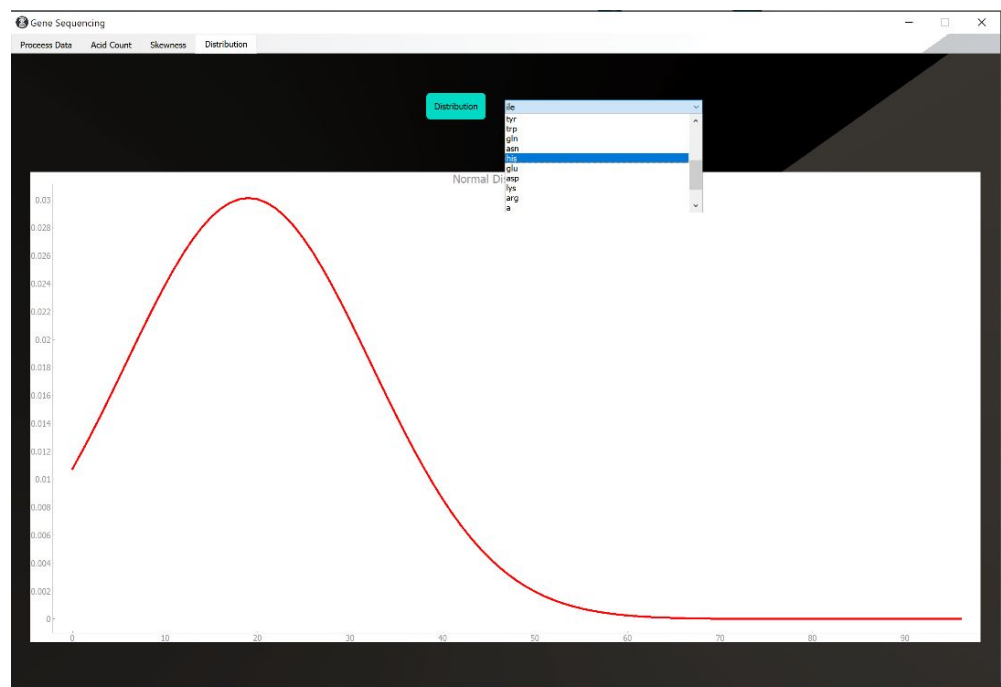 Gene Sequencing
Proceess Data Acid Count Skewness Distribution
Distribution
ile
tyr
trp
gln
asn
his
glu
asp
lys
arg
a
Normal
0.03
0.028
0.026
0.024
0.022
0.02
0.018
0.016
0.014
0.012
0.01
0.008
0.006
0.004
0.002
0
0 10 20 30 40 50 60 70 80 90